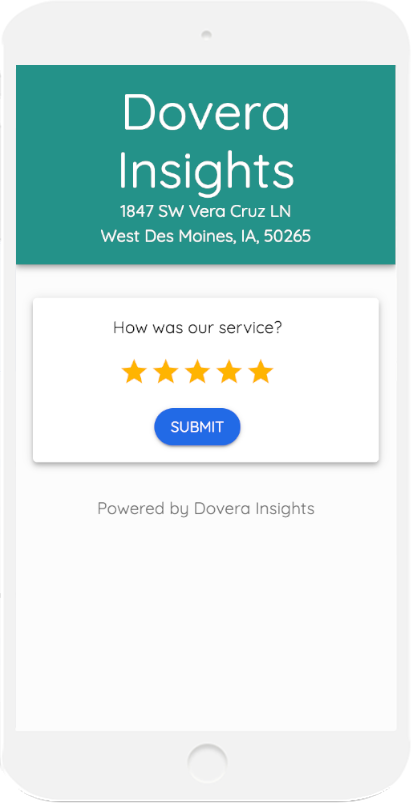 Dovera
Insights
1847 SW Vera Cruz LN
West Des Moines, IA, 50265
How was our service?
SUBMIT
Powered by Dovera Insights